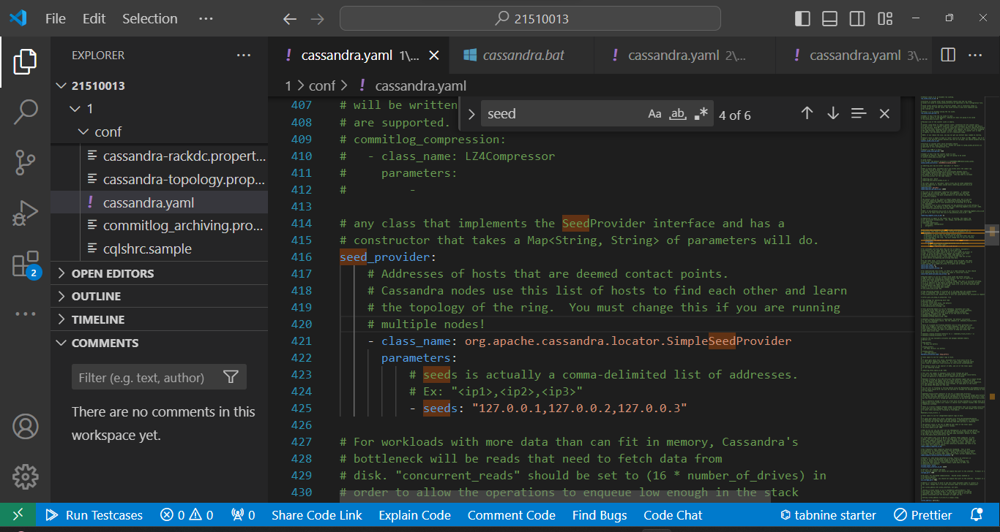 File Edit Selection ···
21510013
EXPLORER
21510013
1
conf
cassandra-rackdc.propert...
cassandra-topology.prop...
cassandra.yaml
commitlog_archiving.pro...
cqlshrc.sample
OPEN EDITORS
OUTLINE
TIMELINE
COMMENTS
Filter (e.g. text, author)
There are no comments in this
workspace yet.
2
cassandra.yaml 1\...
cassandra.bat
cassandra.yaml 2\...
cassandra.yaml 3\...
1 > conf > ! cassandra.yaml
seed
Aa ab .* 4 of 6
407 # will be written
408 # are supported.
409 # commitlog_compression:
410 #   - class_name: LZ4Compressor
411 #     parameters:
412 #         -
413
414 # any class that implements the SeedProvider interface and has a
415 # constructor that takes a Map<String, String> of parameters will do.
416 seed_provider:
417     # Addresses of hosts that are deemed contact points.
418     # Cassandra nodes use this list of hosts to find each other and learn
419     # the topology of the ring.  You must change this if you are running
420     # multiple nodes!
421     - class_name: org.apache.cassandra.locator.SimpleSeedProvider
422       parameters:
423           # seeds is actually a comma-delimited list of addresses.
424           # Ex: "<ip1>,<ip2>,<ip3>"
425           - seeds: "127.0.0.1,127.0.0.2,127.0.0.3"
426
427 # For workloads with more data than can fit in memory, Cassandra's
428 # bottleneck will be reads that need to fetch data from
429 # disk. "concurrent_reads" should be set to (16 * number_of_drives) in
430 # order to allow the operations to enqueue low enough in the stack
Run Testcases 0 0 0 Share Code Link Explain Code Comment Code Find Bugs Code Chat tabnine starter Prettier